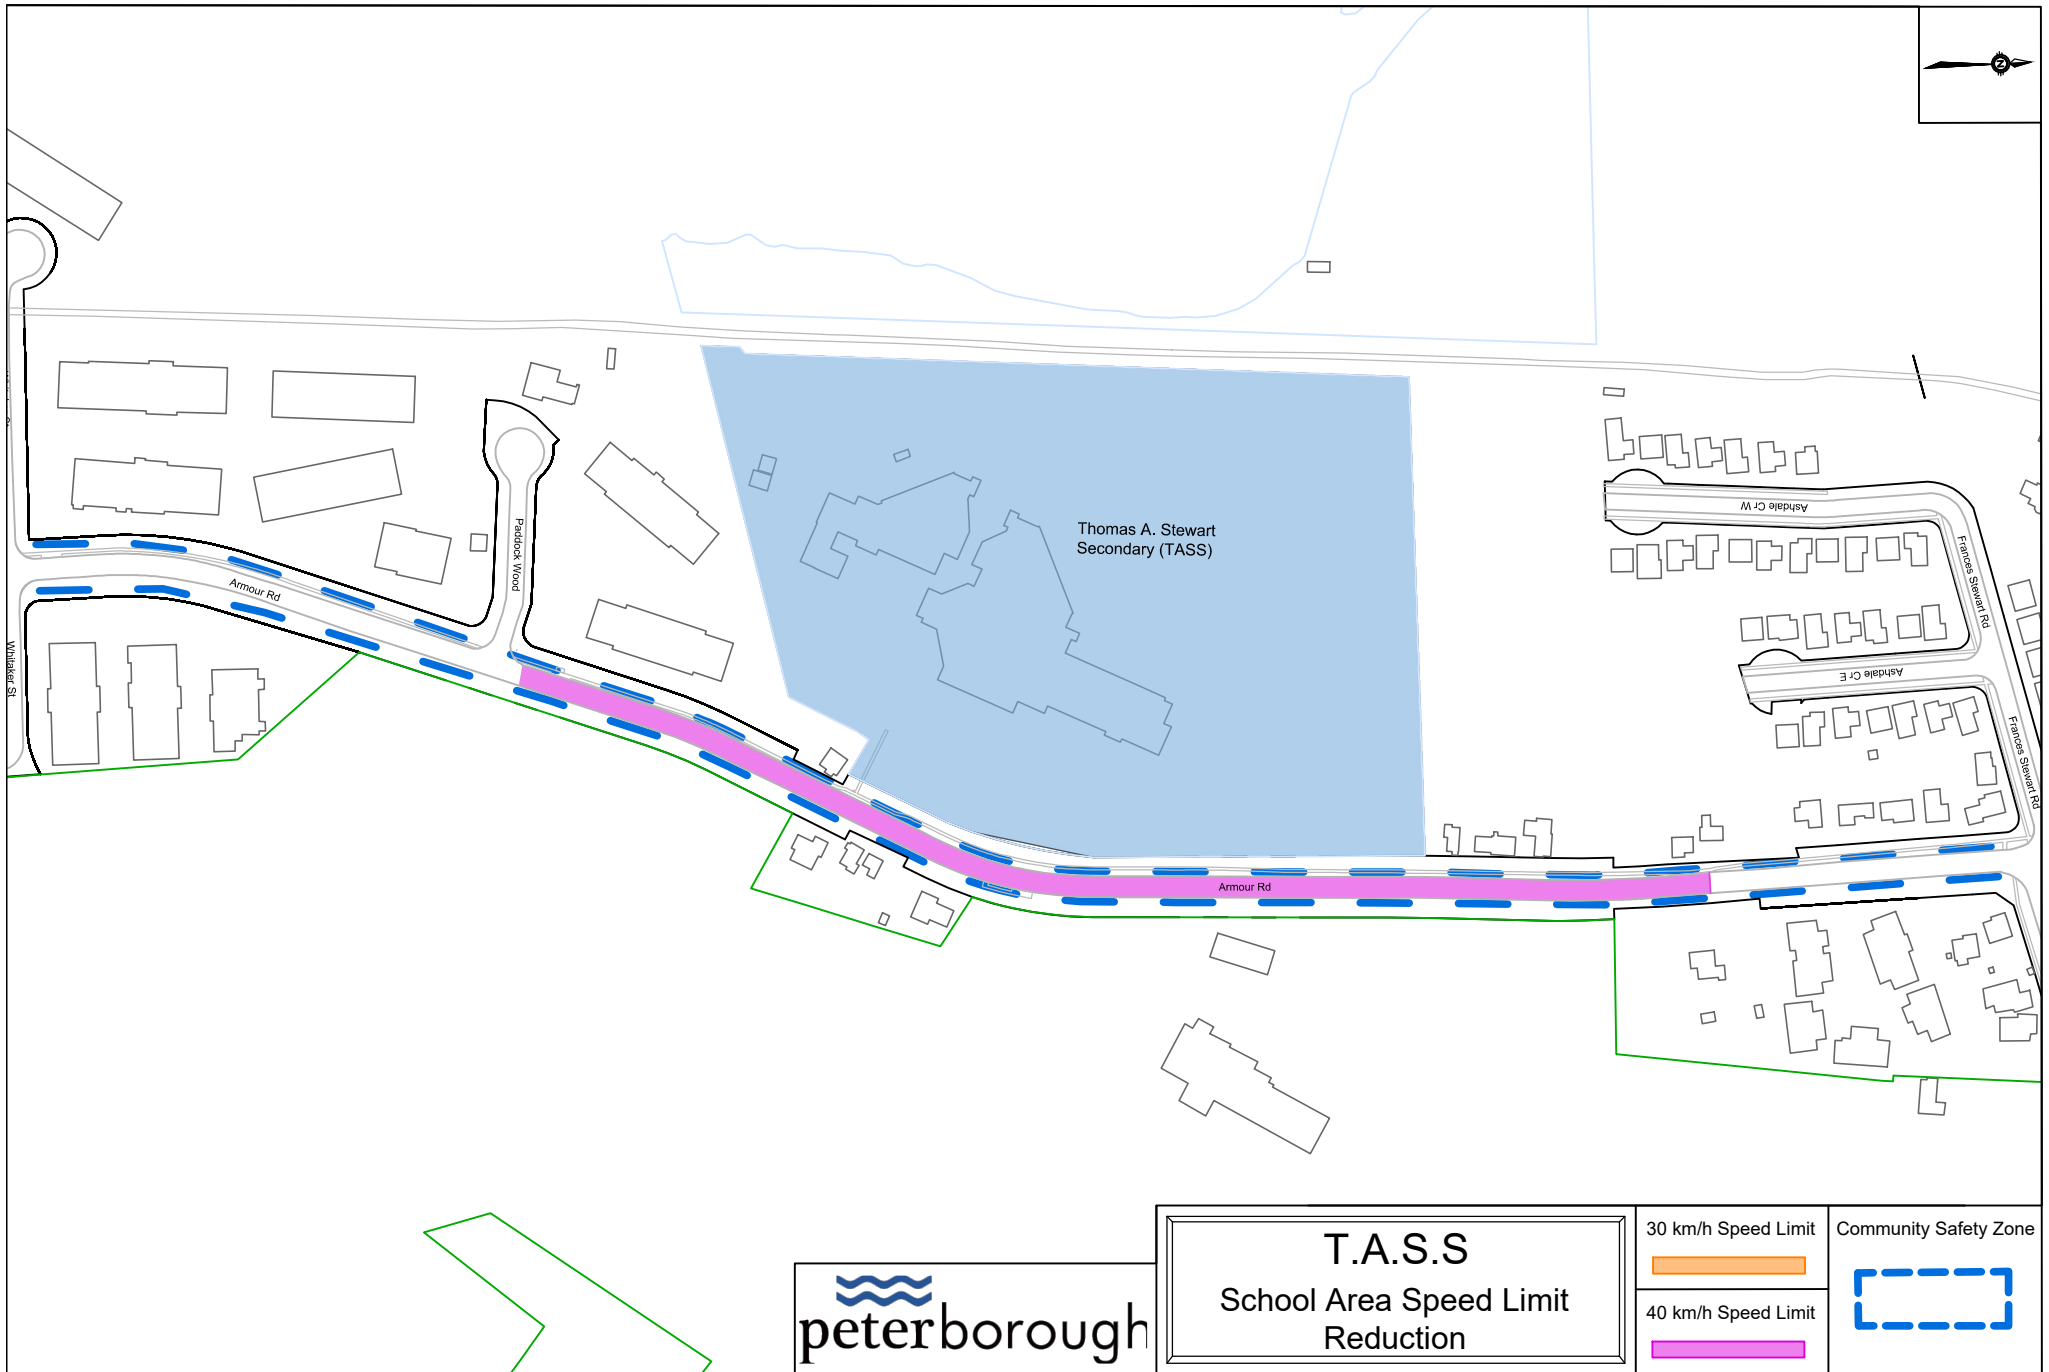 N
Thomas A. Stewart
Secondary (TASS)
Ashdale Cr W
Frances Stewart Rd
Paddock Wood
Armour Rd
Whitaker St
Ashdale Cr E
Frances Stewart Rd
Armour Rd
T.A.S.S
School Area Speed Limit
Reduction
30 km/h Speed Limit
40 km/h Speed Limit
Community Safety Zone
peterborough